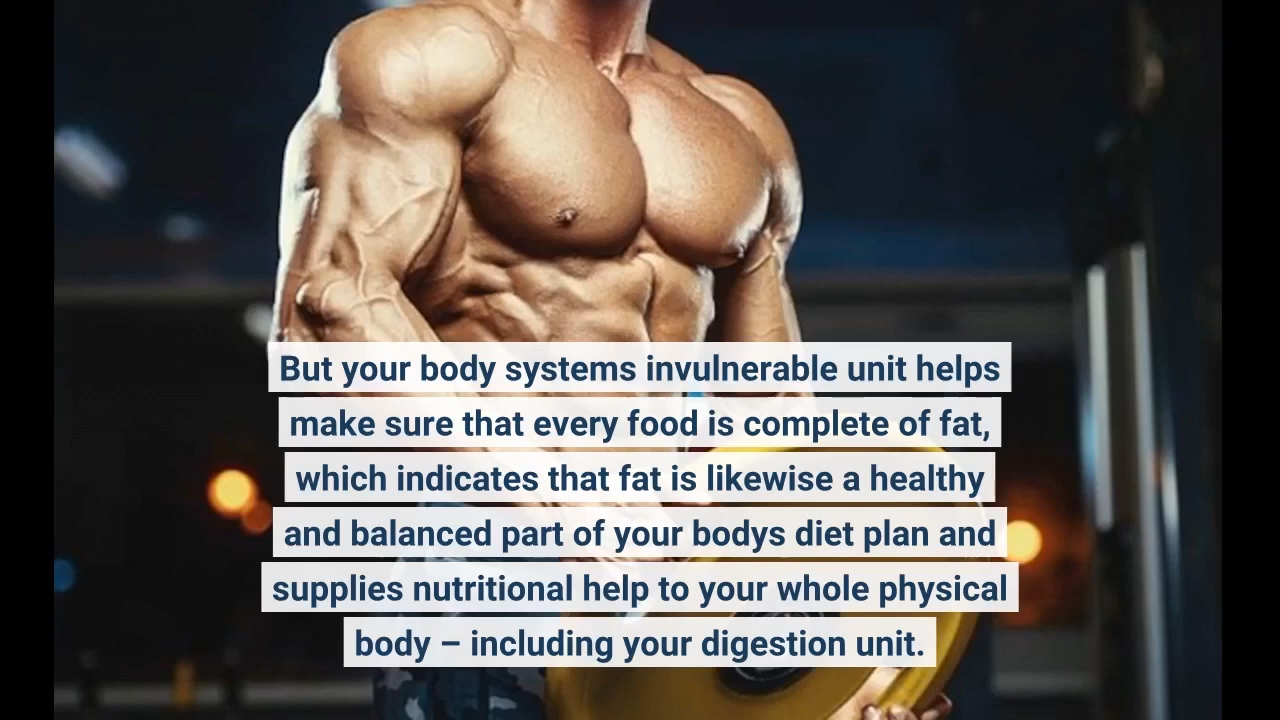 But your body systems invulnerable unit helps
make sure that every food is complete of fat,
which indicates that fat is likewise a healthy
and balanced part of your bodys diet plan and
supplies nutritional help to your whole physical
body – including your digestion unit.